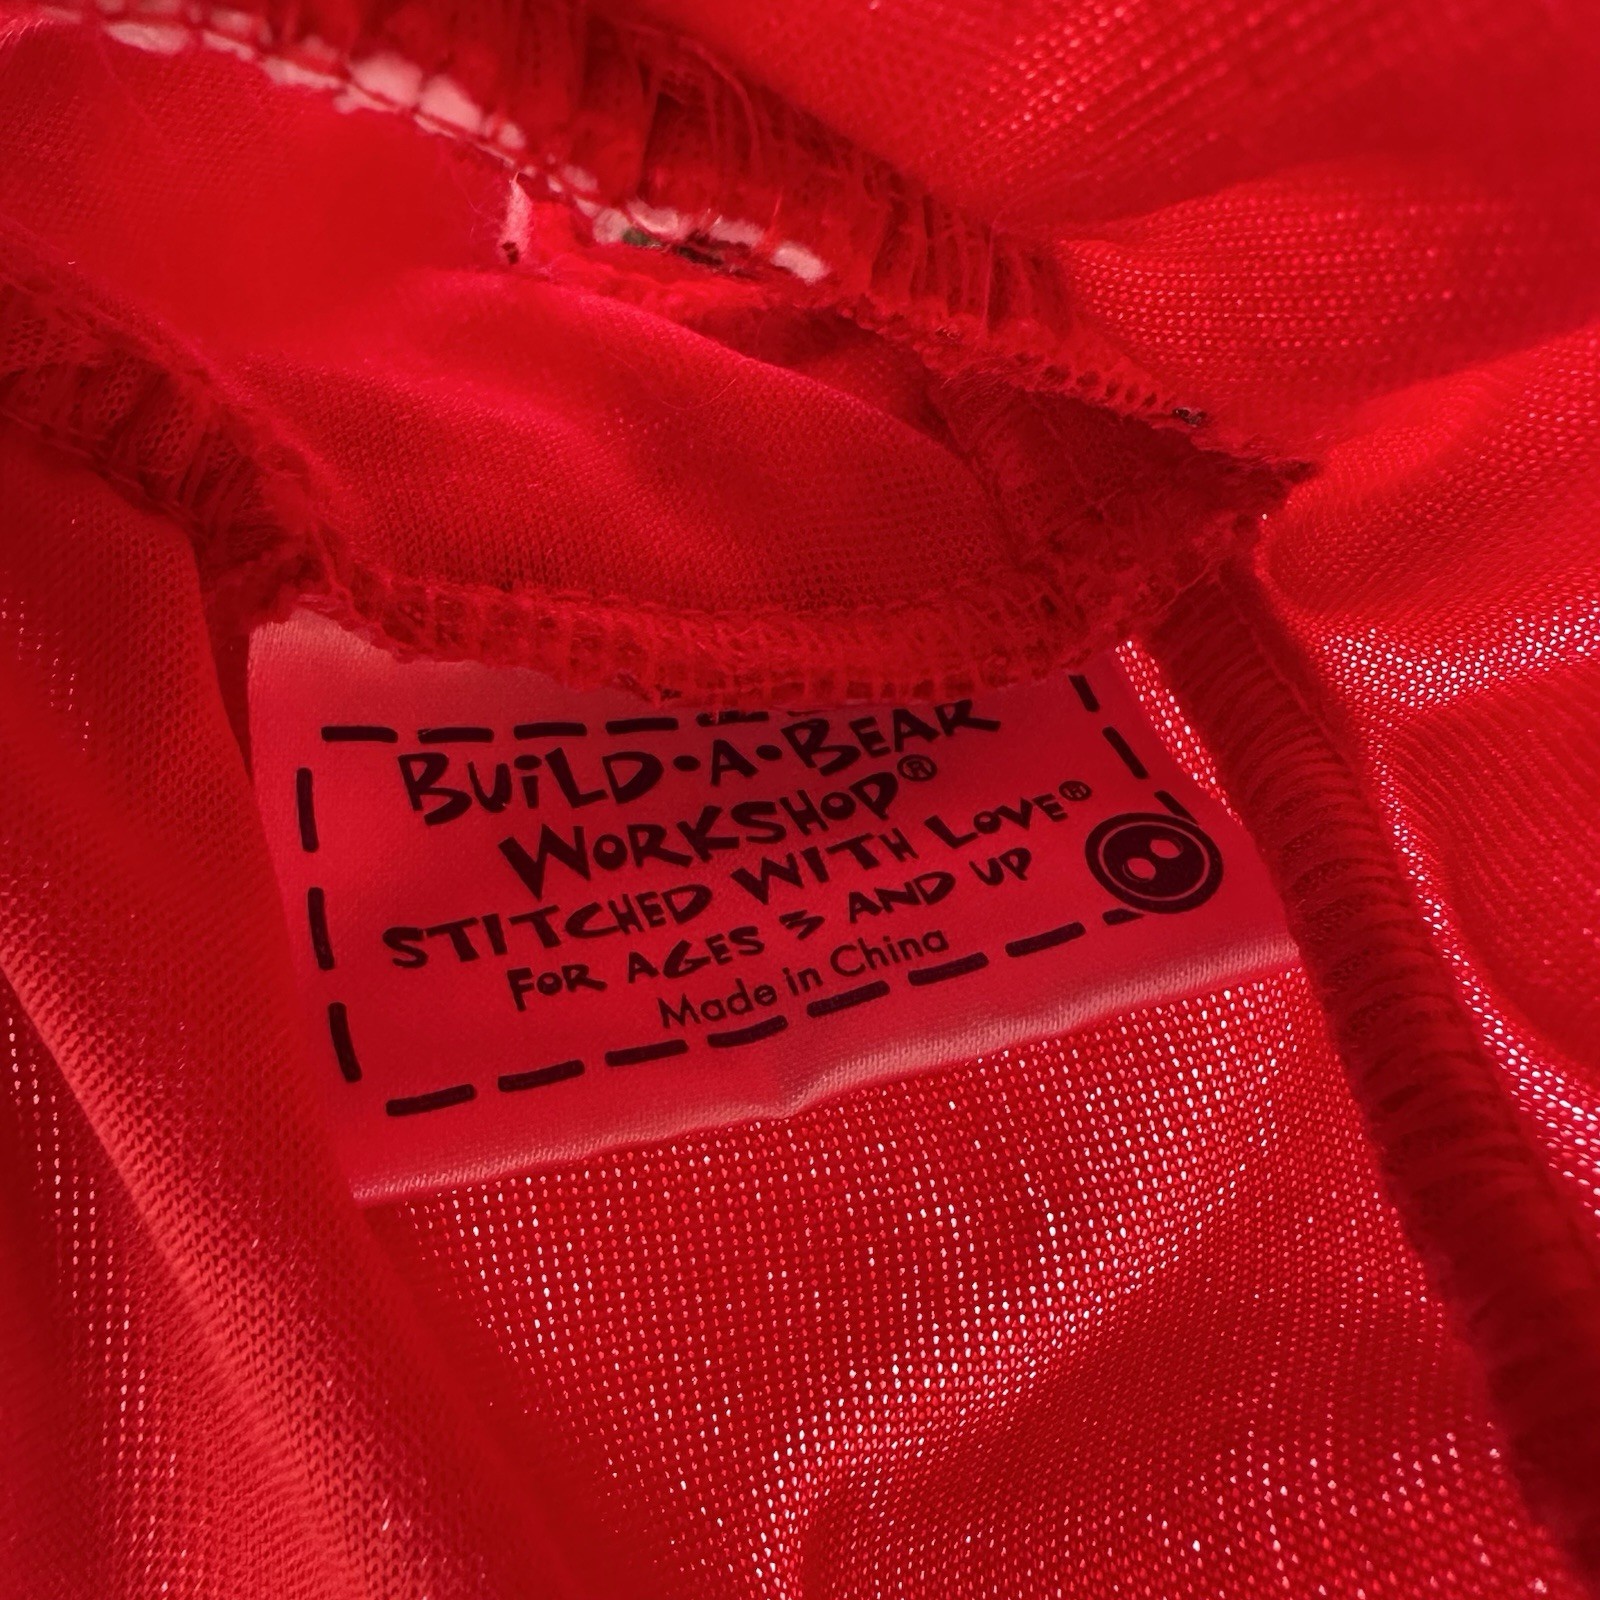 BUiLD•A•BEAR
WORKSHOP®
STITCHED WITH LOVE®
FOR AGES 3 AND UP
Made in China